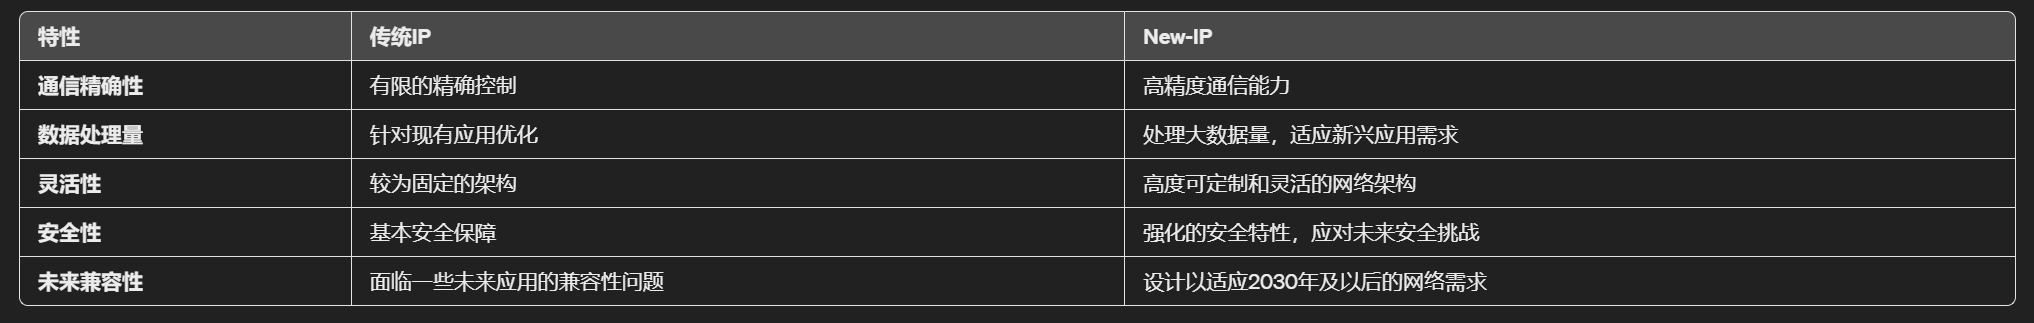 特性 传统IP New-IP
通信精确性 有限的精确控制 高精度通信能力
数据处理量 针对现有应用优化 处理大数据量，适应新兴应用需求
灵活性 较为固定的架构 高度可定制和灵活的网络架构
安全性 基本安全保障 强化的安全特性，应对未来安全挑战
未来兼容性 面临一些未来应用的兼容性问题 设计以适应2030年及以后的网络需求